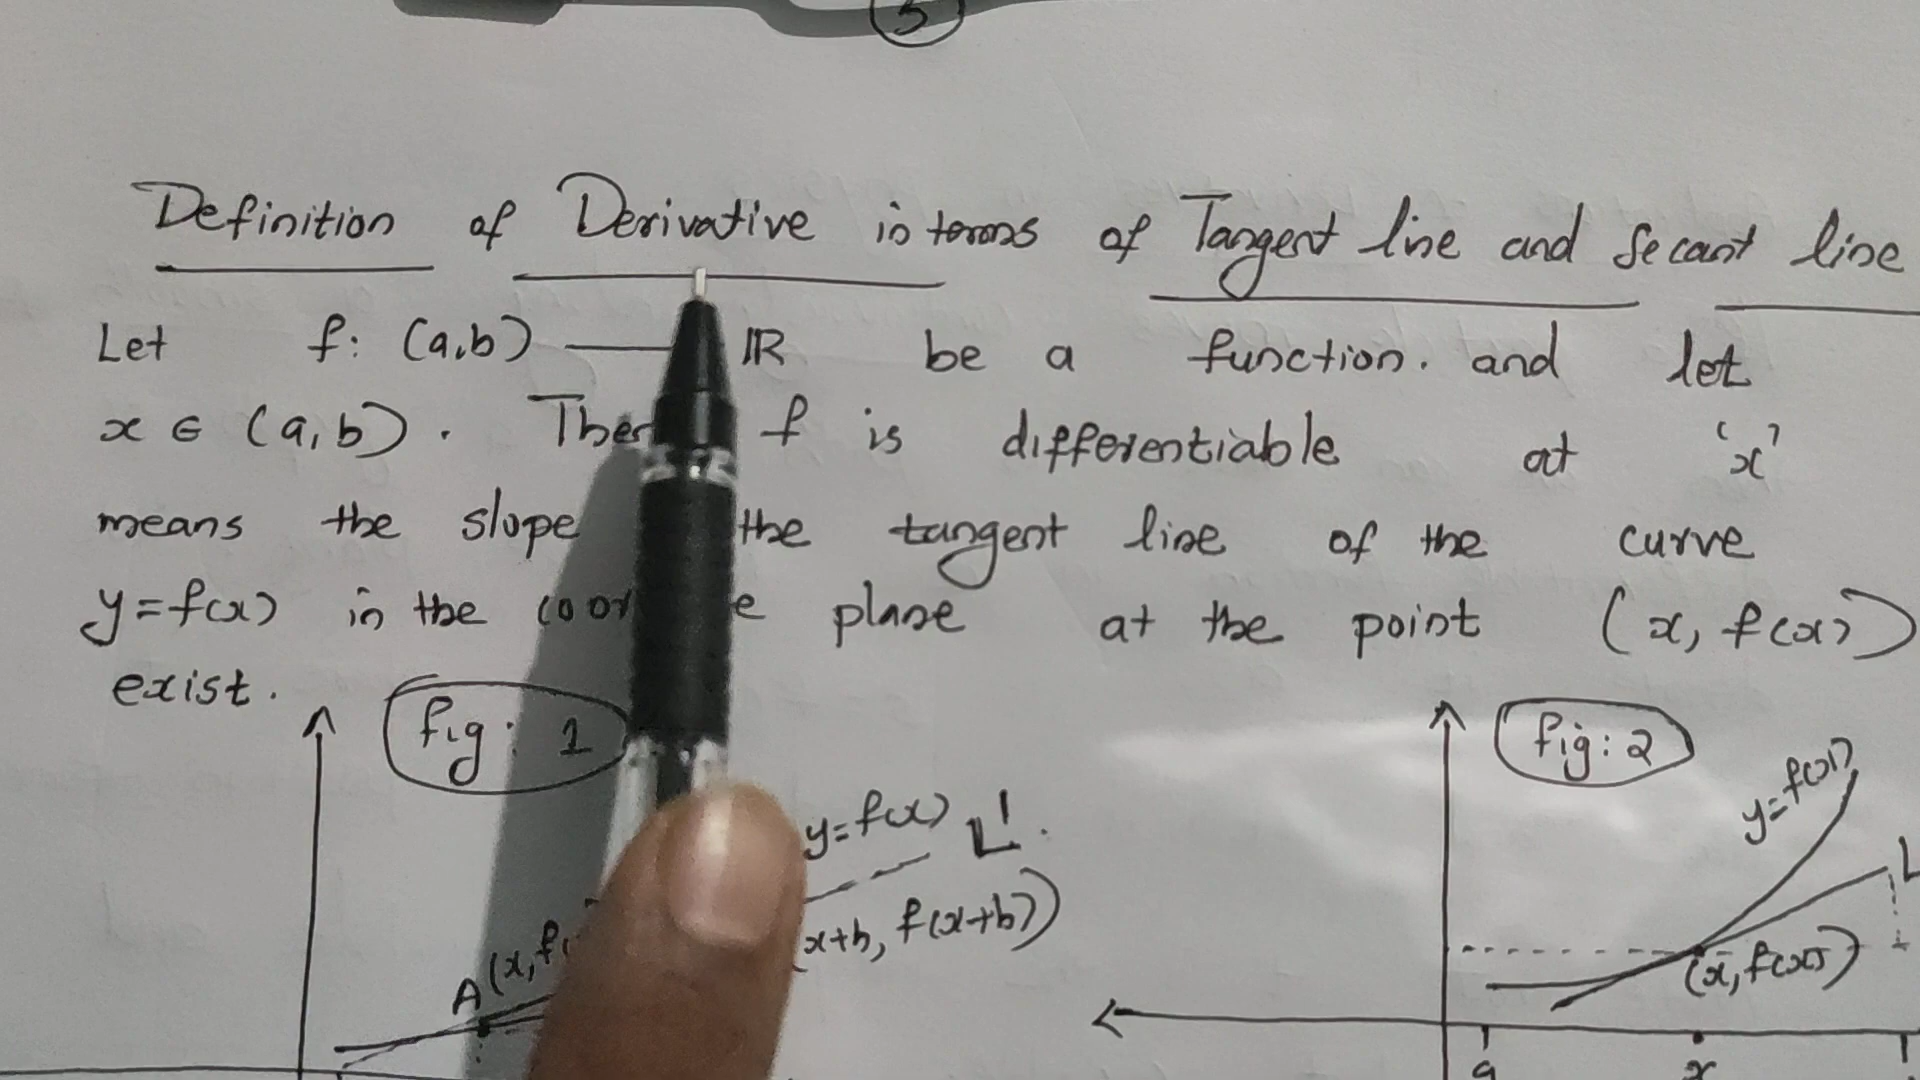 5
Definition of Derivative in terms of Tangent line and Secant line
Let f: (a,b) — IR be a function. and let
x ∈ (a,b). f is differentiable at 'x'
means the slope the tangent line of the curve
y=f(x) in the plane at the point (x, f(x))
exist.
fig: 1
y=f(x) L'.
(x+h, f(x+h))
A (x, f
fig: 2
y=f(x)
L
(x, f(x))
a x